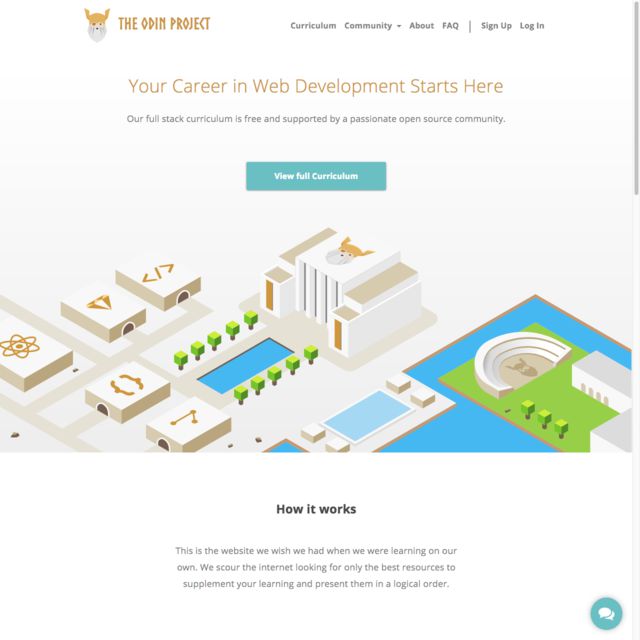 THE ODIN PROJECT
Curriculum Community About FAQ | Sign Up Log In
Your Career in Web Development Starts Here
Our full stack curriculum is free and supported by a passionate open source community.
View full Curriculum
</>
{}
How it works
This is the website we wish we had when we were learning on our
own. We scour the internet looking for only the best resources to
supplement your learning and present them in a logical order.